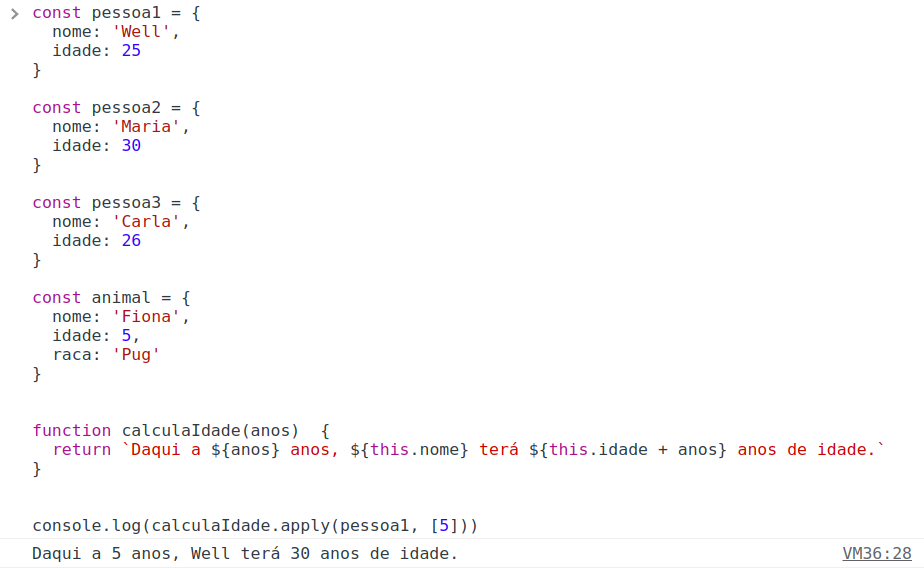 const pessoa1 = {
  nome: 'Well',
  idade: 25
}

const pessoa2 = {
  nome: 'Maria',
  idade: 30
}

const pessoa3 = {
  nome: 'Carla',
  idade: 26
}

const animal = {
  nome: 'Fiona',
  idade: 5,
  raca: 'Pug'
}

function calculaIdade(anos)  {
  return `Daqui a ${anos} anos, ${this.nome} terá ${this.idade + anos} anos de idade.`
}

console.log(calculaIdade.apply(pessoa1, [5]))
Daqui a 5 anos, Well terá 30 anos de idade. VM36:28